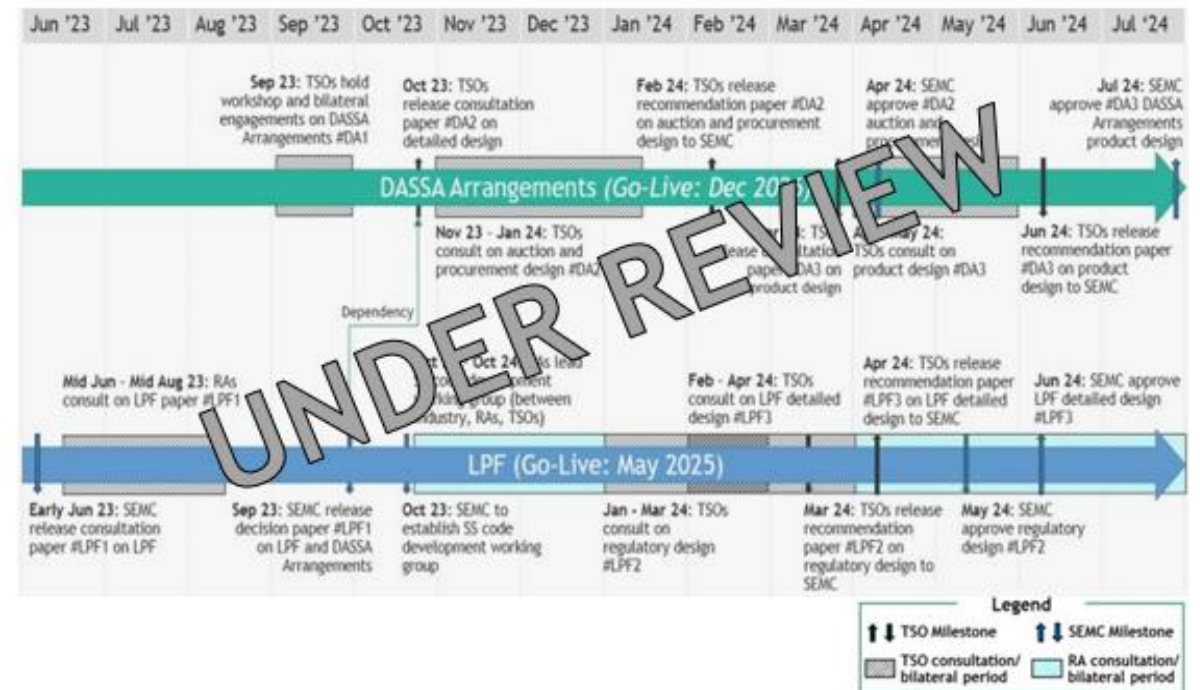 Jun '23 Jul '23 Aug '23 Sep '23 Oct '23 Nov '23 Dec '23 Jan '24 Feb '24 Mar '24 Apr '24 May '24 Jun '24 Jul '24
Sep 23: TSOs hold
workshop and bilateral
engagements on DASSA
Arrangements #DA1
Oct 23: TSOs
release consultation
paper #DA2 on
detailed design
Feb 24: TSOs release
recommendation paper #DA2
on auction and procurement
design to SEMC
Apr 24: SEMC
approve #DA2
auction and
Jul 24: SEMC
approve #DA3 DASSA
Arrangements
product design
DASSA Arrangements (Go-Live: Dec
Nov 23 - Jan 24: TSOs
consult on auction and
procurement design #DA2
#DA3 on
product design
May 24:
TSOs consult on
product design #DA3
Jun 24: TSOs release
recommendation paper
#DA3 on product
design to SEMC
Dependency
UNDER REVIEW
Mid Jun - Mid Aug 23: RAs
consult on LPF paper #LPF1
Oct 24: lead
group (between
industry, RAs, TSOs)
Feb - Apr 24: TSOs
consult on LPF detailed
design #LPF3
Apr 24: TSOs release
recommendation paper
#LPF3 on LPF detailed
design to SEMC
Jun 24: SEMC approve
LPF detailed design
#LPF3
LPF (Go-Live: May 2025)
Early Jun 23: SEMC
release consultation
paper #LPF1 on LPF
Sep 23: SEMC release
decision paper #LPF1
on LPF and DASSA
Arrangements
Oct 23: SEMC to
establish SS code
development working
group
Jan - Mar 24: TSOs
consult on
regulatory design
#LPF2
Mar 24: TSOs release
recommendation
paper #LPF2 on
regulatory design to
SEMC
May 24: SEMC
approve regulatory
design #LPF2
Legend
TSO Milestone
SEMC Milestone
TSO consultation/
bilateral period
RA consultation/
bilateral period